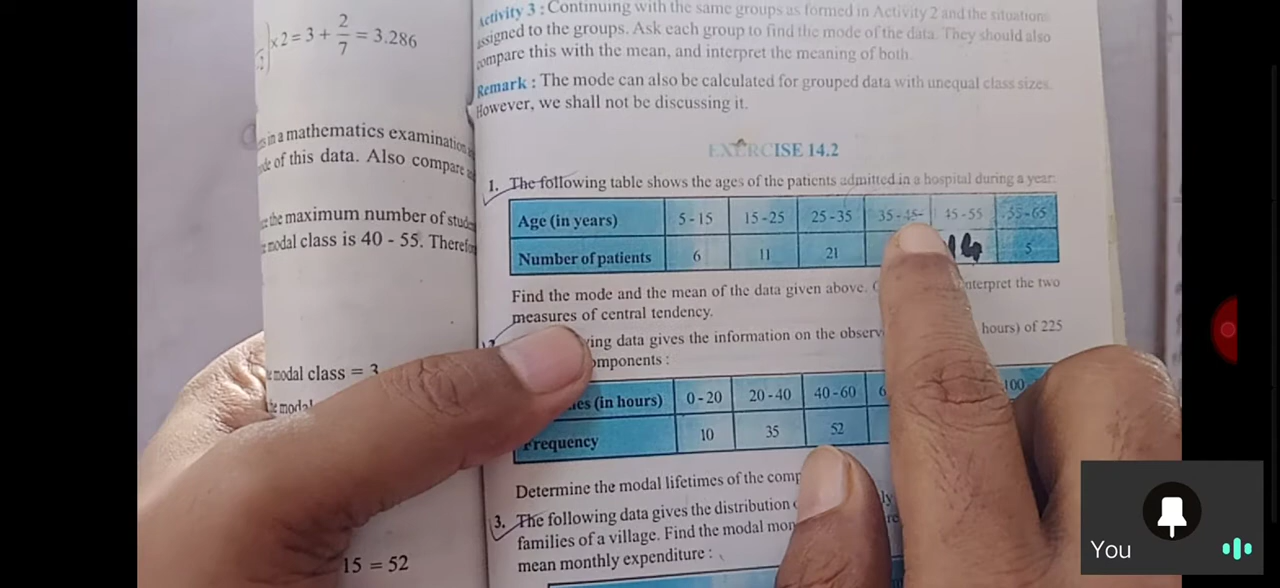 ×2 = 3 + 2/7 = 3.286
in a mathematics examination
of this data. Also compare
the maximum number of
modal class is 40 - 55.
modal class = 3
15 = 52
Activity 3 : Continuing with the same groups as formed in Activity 2 and the situations
assigned to the groups. Ask each group to find the mode of the data. They should also
compare this with the mean, and interpret the meaning of both.
Remark : The mode can also be calculated for grouped data with unequal class sizes.
However, we shall not be discussing it.
EXERCISE 14.2
1. The following table shows the ages of the patients admitted in a hospital during a year:
Age (in years) 5 - 15 15 - 25 25 - 35 35 - 45 45 - 55 55 - 65
Number of patients 6 11 21 14 5
Find the mode and the mean of the data given above. interpret the two
measures of central tendency.
data gives the information on the hours) of 225
components :
(in hours) 0 - 20 20 - 40 40 - 60 100
Frequency 10 35 52
Determine the modal lifetimes of the
3. The following data gives the distribution
families of a village. Find the modal
mean monthly expenditure :
You